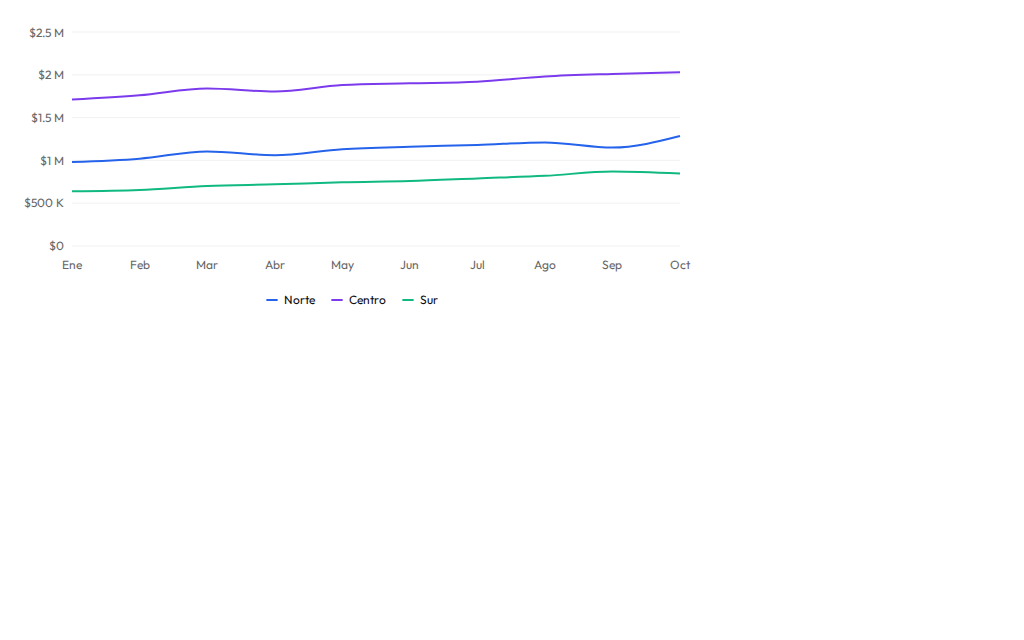 $2.5 M
$2 M
$1.5 M
$1 M
$500 K
$0
Ene Feb Mar Abr May Jun Jul Ago Sep Oct
Norte Centro Sur